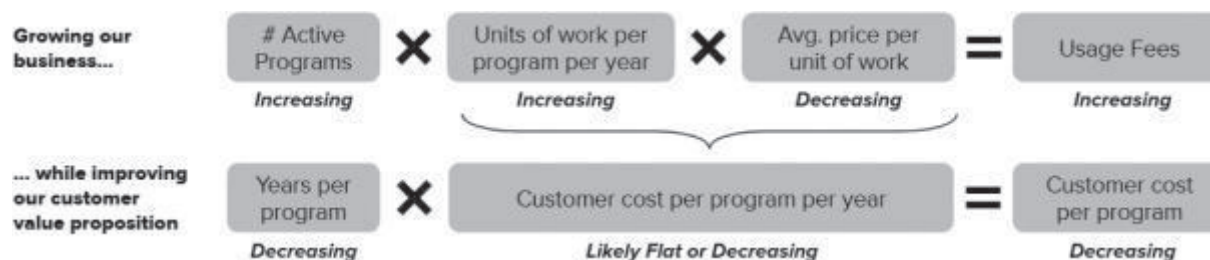 Growing our
business...
# Active
Programs
×
Units of work per
program per year
×
Avg. price per
unit of work
=
Usage Fees
Increasing
Increasing
Decreasing
Increasing
... while improving
our customer
value proposition
Years per
program
×
Customer cost per program per year
=
Customer cost
per program
Decreasing
Likely Flat or Decreasing
Decreasing